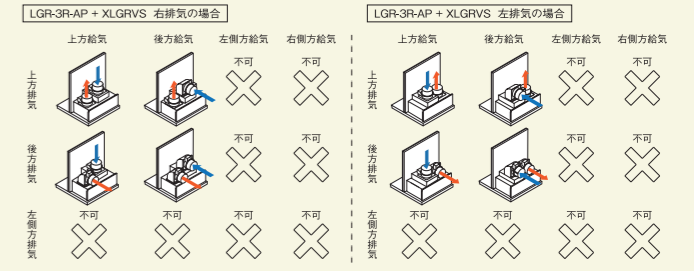 LGR-3R-AP + XLGRVS 右排気の場合
上方給気 後方給気 左側方給気 右側方給気
上方排気
不可 不可
後方排気
不可 不可
左側方排気
不可 不可 不可 不可
LGR-3R-AP + XLGRVS 左排気の場合
上方給気 後方給気 左側方給気 右側方給気
上方排気
不可 不可
後方排気
不可 不可
左側方排気
不可 不可 不可 不可